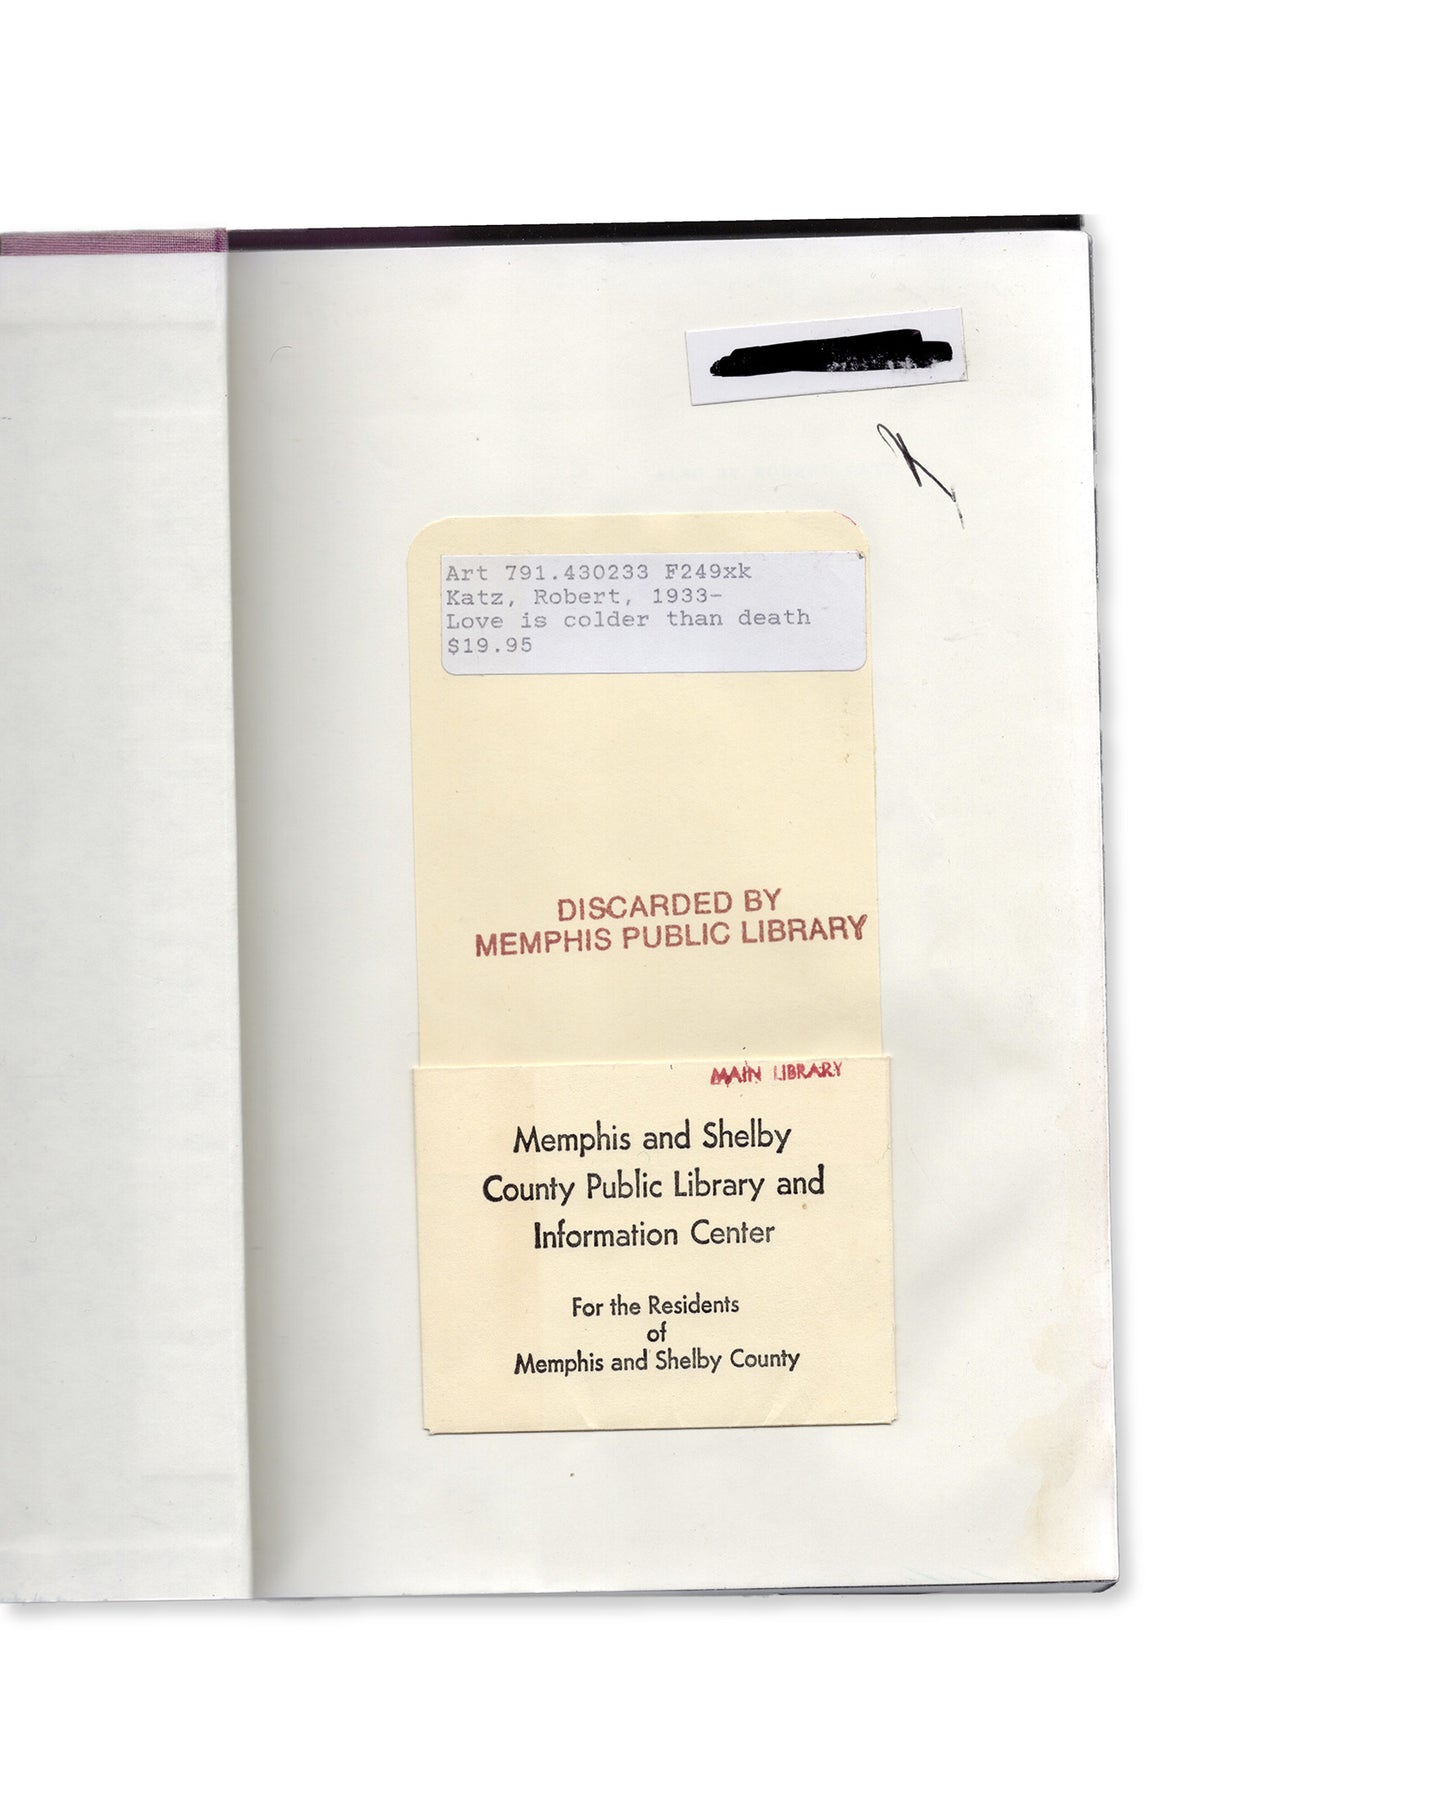 Art 791.430233 F249xk
Katz, Robert, 1933-
Love is colder than death
$19.95
DISCARDED BY
MEMPHIS PUBLIC LIBRARY
MAIN LIBRARY
Memphis and Shelby
County Public Library and
Information Center
For the Residents
of
Memphis and Shelby County